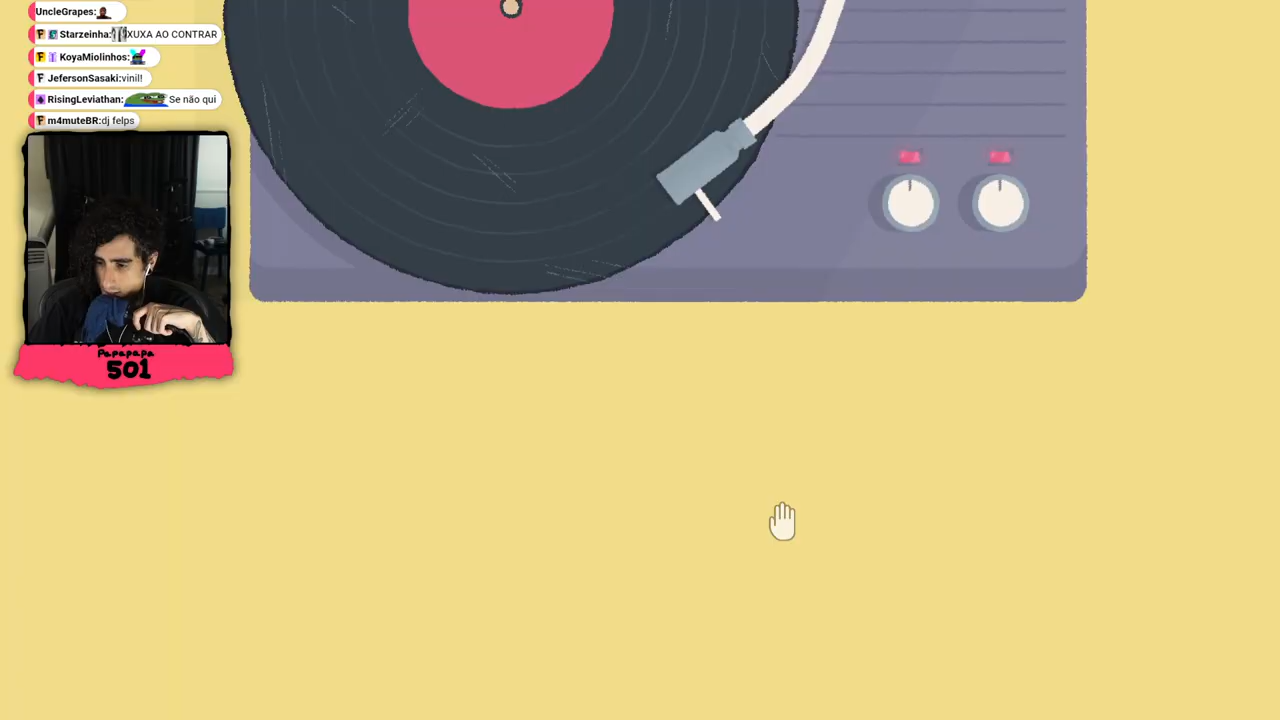 UncleGrapes:
Starzeinha: XUXA AO CONTRAR
KoyaMiolinhos:
JefersonSasaki:vinil!
RisingLeviathan: Se não qui
m4muteBR:dj felps
Papapapa
501